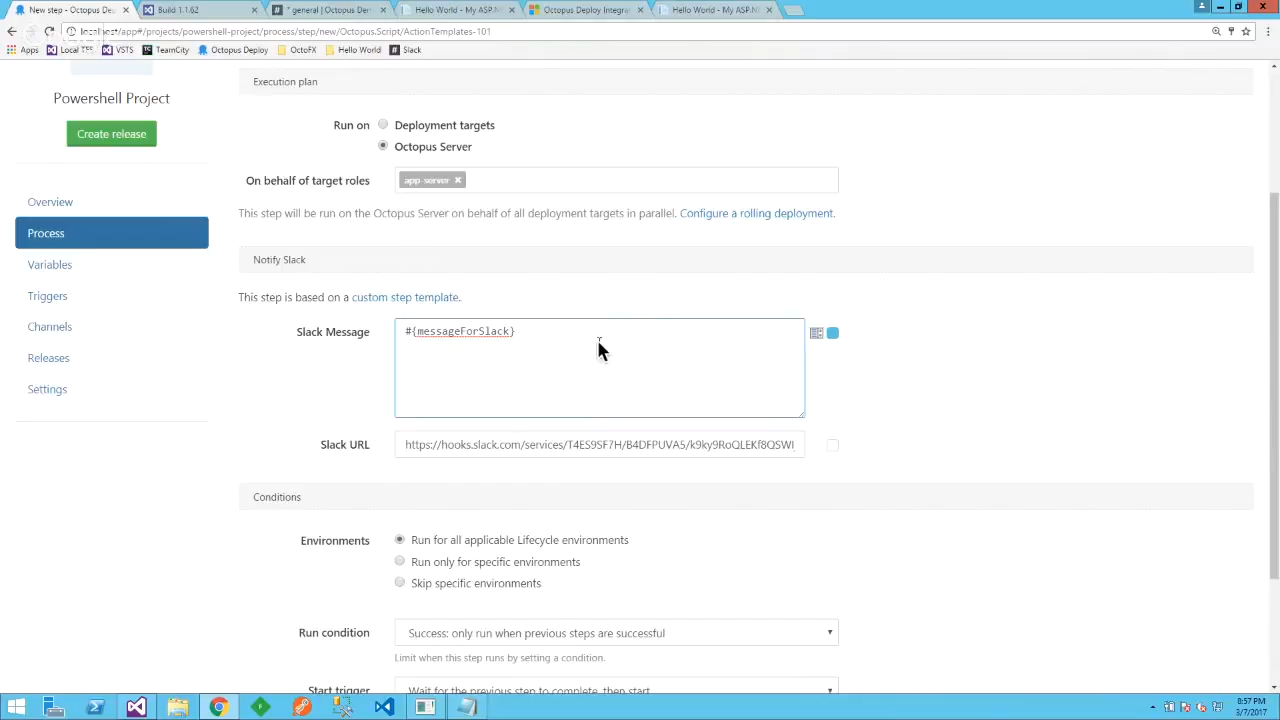 New step - Octopus De
Build 1.1.62
* general | Octopus Der
Hello World - My ASP.N
Octopus Deploy Integra
Hello World - My ASP.N
localhost/app#/projects/powershell-project/process/step/new/Octopus.Script/ActionTemplates-101
Apps
Local TFS
VSTS
TeamCity
Octopus Deploy
OctoFX
Hello World
Slack
Powershell Project
Create release
Overview
Process
Variables
Triggers
Channels
Releases
Settings
Execution plan
Run on
Deployment targets
Octopus Server
On behalf of target roles
app-server
This step will be run on the Octopus Server on behalf of all deployment targets in parallel. Configure a rolling deployment.
Notify Slack
This step is based on a custom step template.
Slack Message
#{messageForSlack}
Slack URL
https://hooks.slack.com/services/T4ES9SF7H/B4DFPUVA5/k9ky9RoQLEKf8QSWI
Conditions
Environments
Run for all applicable Lifecycle environments
Run only for specific environments
Skip specific environments
Run condition
Success: only run when previous steps are successful
Limit when this step runs by setting a condition.
Start trigger
Wait for the previous step to complete, then start
8:57 PM
3/7/2017